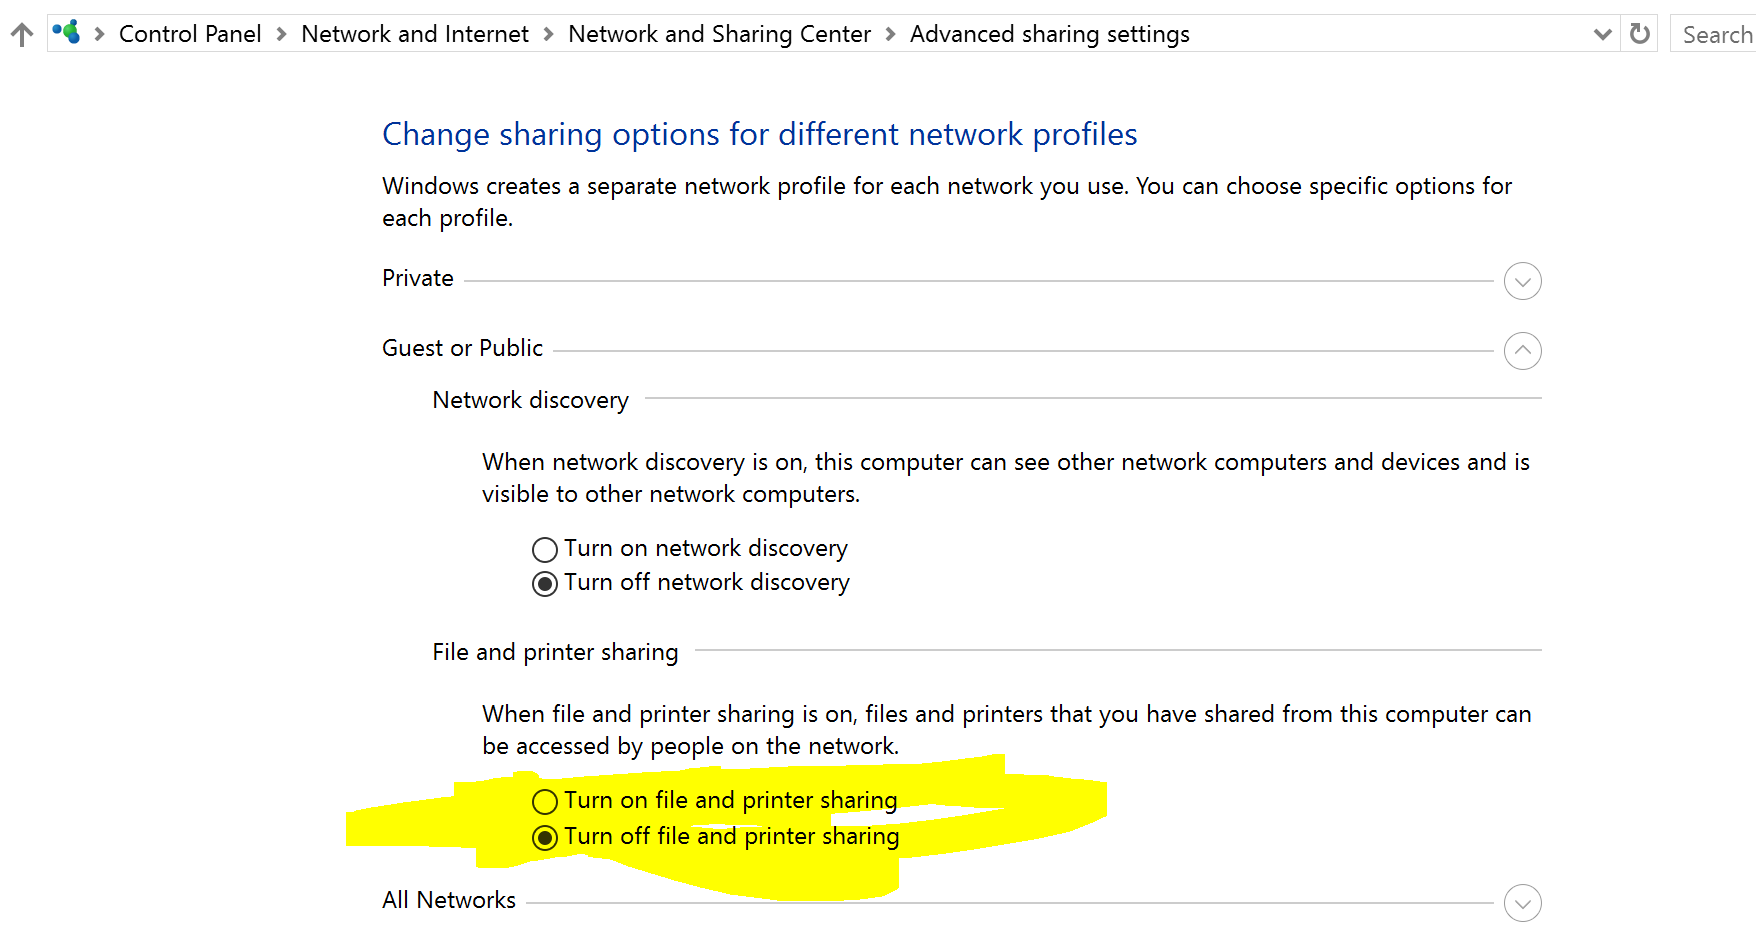 Control Panel > Network and Internet > Network and Sharing Center > Advanced sharing settings
Search
Change sharing options for different network profiles
Windows creates a separate network profile for each network you use. You can choose specific options for
each profile.
Private
Guest or Public
Network discovery
When network discovery is on, this computer can see other network computers and devices and is
visible to other network computers.
Turn on network discovery
Turn off network discovery
File and printer sharing
When file and printer sharing is on, files and printers that you have shared from this computer can
be accessed by people on the network.
Turn on file and printer sharing
Turn off file and printer sharing
All Networks